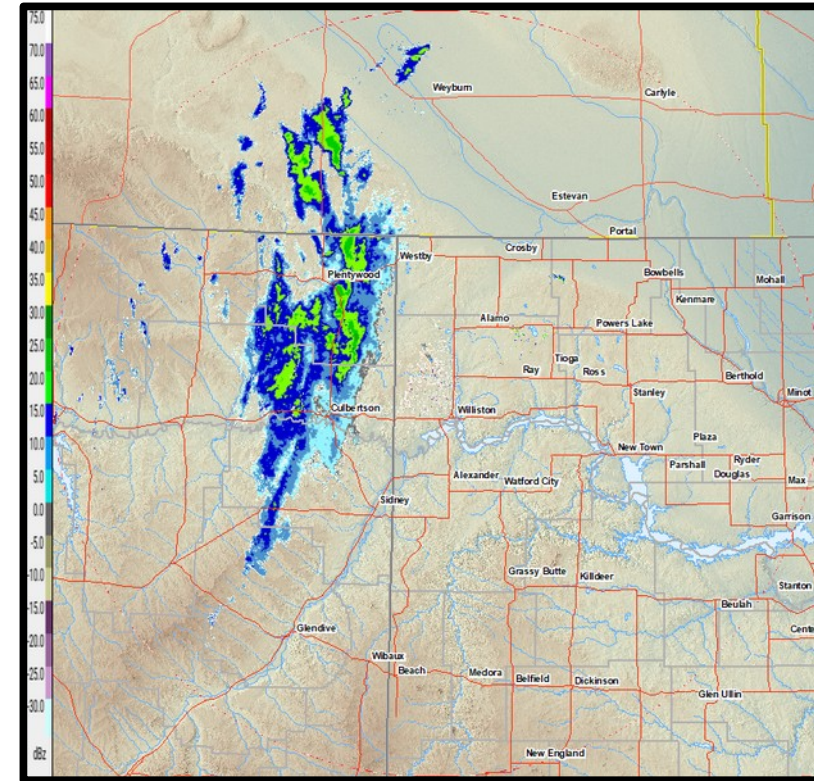 75.0
70.0
65.0
60.0
55.0
50.0
45.0
40.0
35.0
30.0
25.0
20.0
15.0
10.0
5.0
0.0
-5.0
-10.0
-15.0
-20.0
-25.0
-30.0
dBz
Weyburn
Carlyle
Estevan
Portal
Crosby
Westby
Plentywood
Bowbells
Mohall
Kenmare
Alamo
Powers Lake
Tioga
Ray
Ross
Berthold
Stanley
Minot
Culbertson
Williston
Plaza
New Town
Ryder
Parshall
Douglas
Max
Alexander
Watford City
Sidney
Garrison
Grassy Butte
Killdeer
Stanton
Beulah
Glendive
Cente
Wibaux
Beach
Medora
Belfield
Dickinson
Glen Ullin
New England